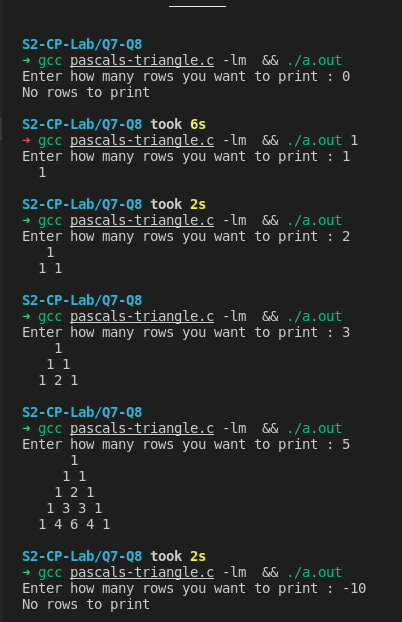 S2-CP-Lab/Q7-Q8
➜ gcc pascals-triangle.c -lm  && ./a.out
Enter how many rows you want to print : 0
No rows to print

S2-CP-Lab/Q7-Q8 took 6s
➜ gcc pascals-triangle.c -lm  && ./a.out 1
Enter how many rows you want to print : 1
  1

S2-CP-Lab/Q7-Q8 took 2s
➜ gcc pascals-triangle.c -lm  && ./a.out
Enter how many rows you want to print : 2
   1
  1 1

S2-CP-Lab/Q7-Q8
➜ gcc pascals-triangle.c -lm  && ./a.out
Enter how many rows you want to print : 3
    1
   1 1
  1 2 1

S2-CP-Lab/Q7-Q8
➜ gcc pascals-triangle.c -lm  && ./a.out
Enter how many rows you want to print : 5
      1
     1 1
    1 2 1
   1 3 3 1
  1 4 6 4 1

S2-CP-Lab/Q7-Q8 took 2s
➜ gcc pascals-triangle.c -lm  && ./a.out
Enter how many rows you want to print : -10
No rows to print